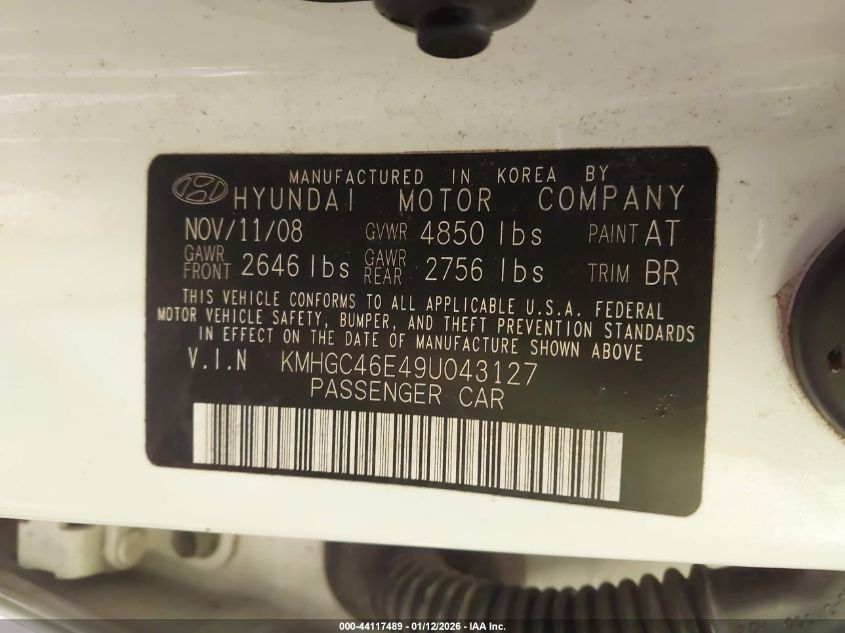 MANUFACTURED IN KOREA BY
HYUNDAI MOTOR COMPANY
NOV/11/08 GVWR 4850 lbs PAINT AT
GAWR FRONT 2646 lbs GAWR REAR 2756 lbs TRIM BR
THIS VEHICLE CONFORMS TO ALL APPLICABLE U.S.A. FEDERAL
MOTOR VEHICLE SAFETY, BUMPER, AND THEFT PREVENTION STANDARDS
IN EFFECT ON THE DATE OF MANUFACTURE SHOWN ABOVE
V.I.N KMHGC46E49U043127
PASSENGER CAR
000-44117489 - 01/12/2026 - IAA Inc.